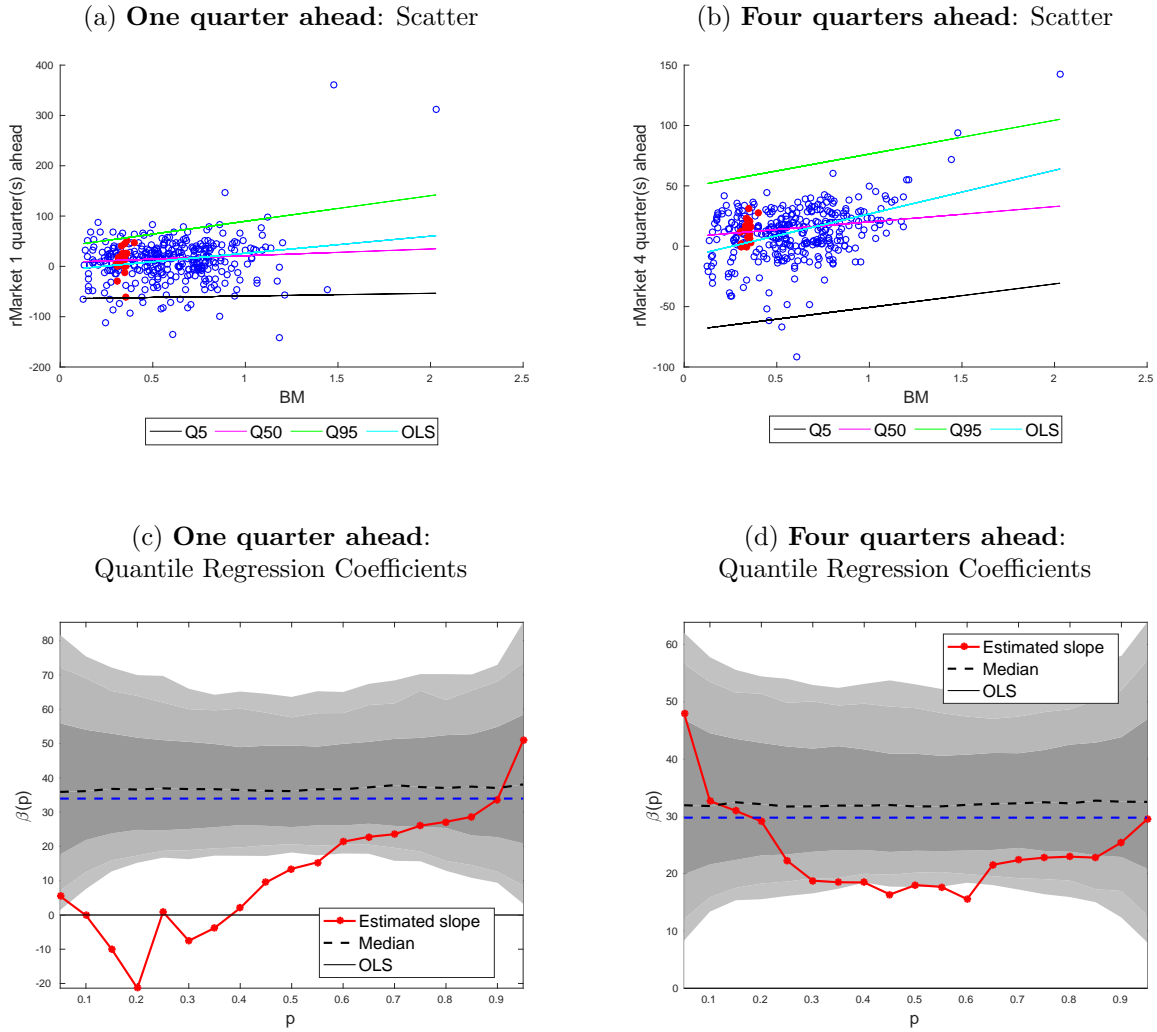 (a) One quarter ahead: Scatter
(b) Four quarters ahead: Scatter
rMarket 1 quarter(s) ahead
400
300
200
100
0
-100
-200
0
0.5
1
1.5
2
2.5
BM
Q5
Q50
Q95
OLS
rMarket 4 quarter(s) ahead
150
100
50
0
-50
-100
0
0.5
1
1.5
2
2.5
BM
Q5
Q50
Q95
OLS
(c) One quarter ahead:
Quantile Regression Coefficients
(d) Four quarters ahead:
Quantile Regression Coefficients
β(p)
80
70
60
50
40
30
20
10
0
-10
-20
0.1
0.2
0.3
0.4
0.5
0.6
0.7
0.8
0.9
p
Estimated slope
Median
OLS
β(p)
60
50
40
30
20
10
0
0.1
0.2
0.3
0.4
0.5
0.6
0.7
0.8
0.9
p
Estimated slope
Median
OLS